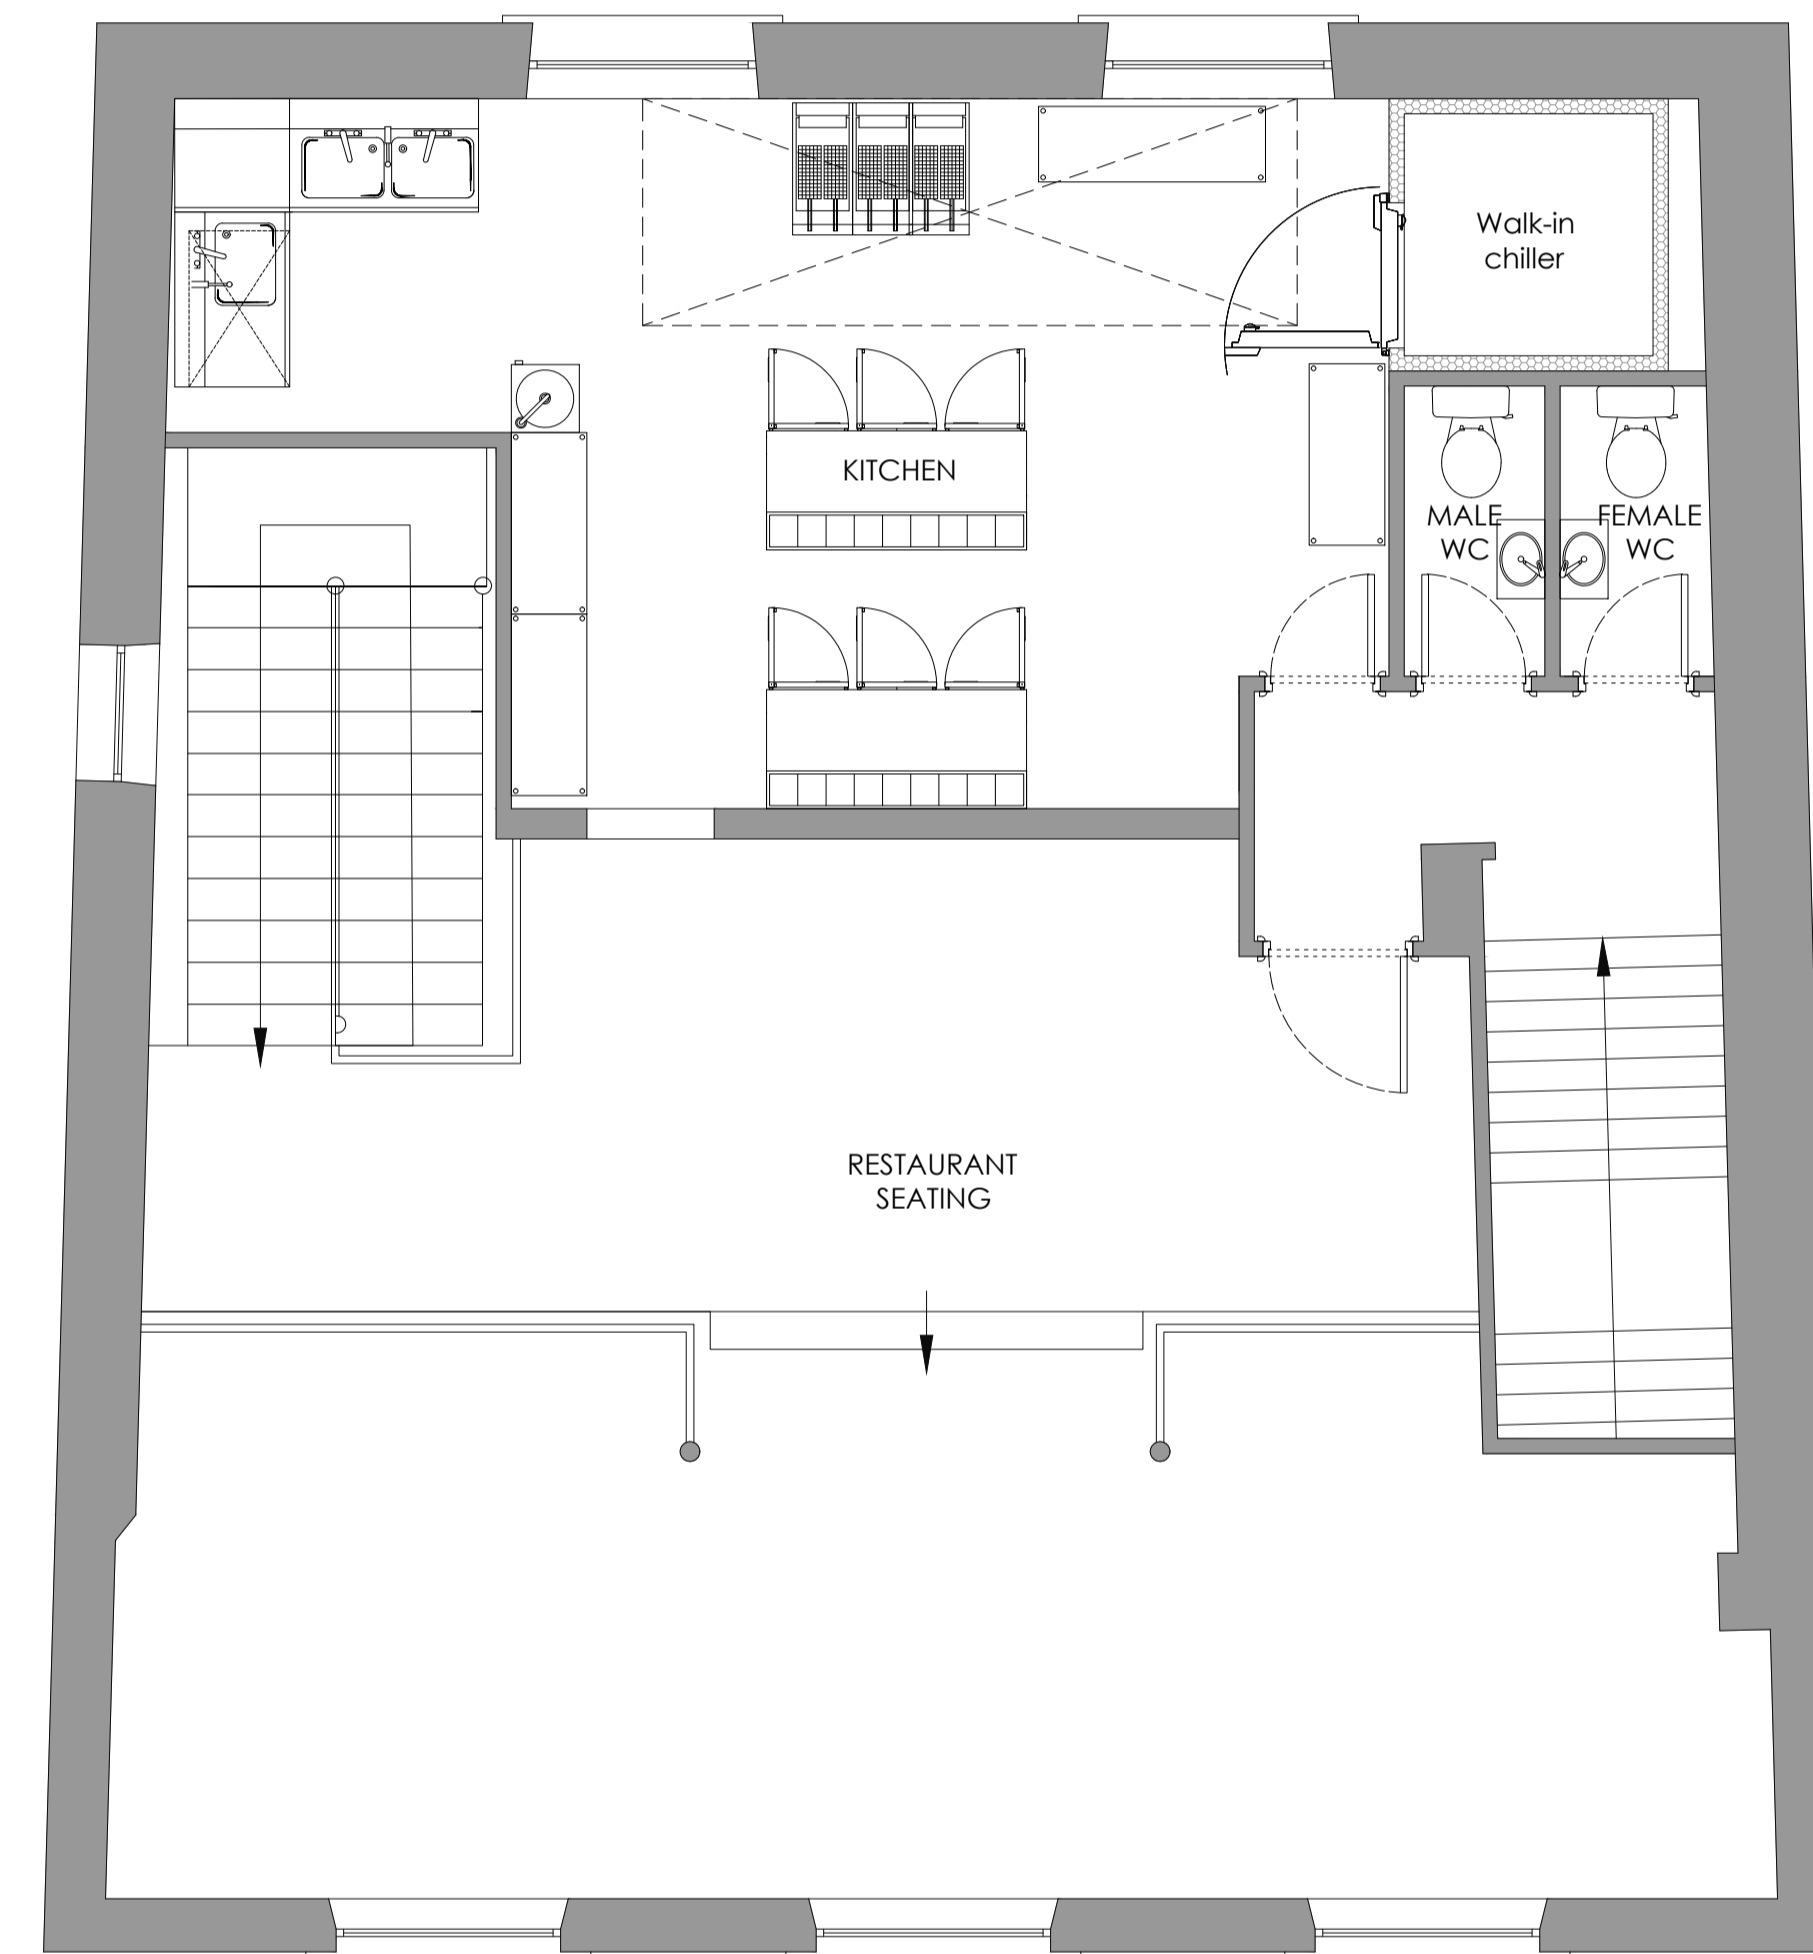 Walk-in
chiller
KITCHEN
MALE
WC
FEMALE
WC
RESTAURANT
SEATING